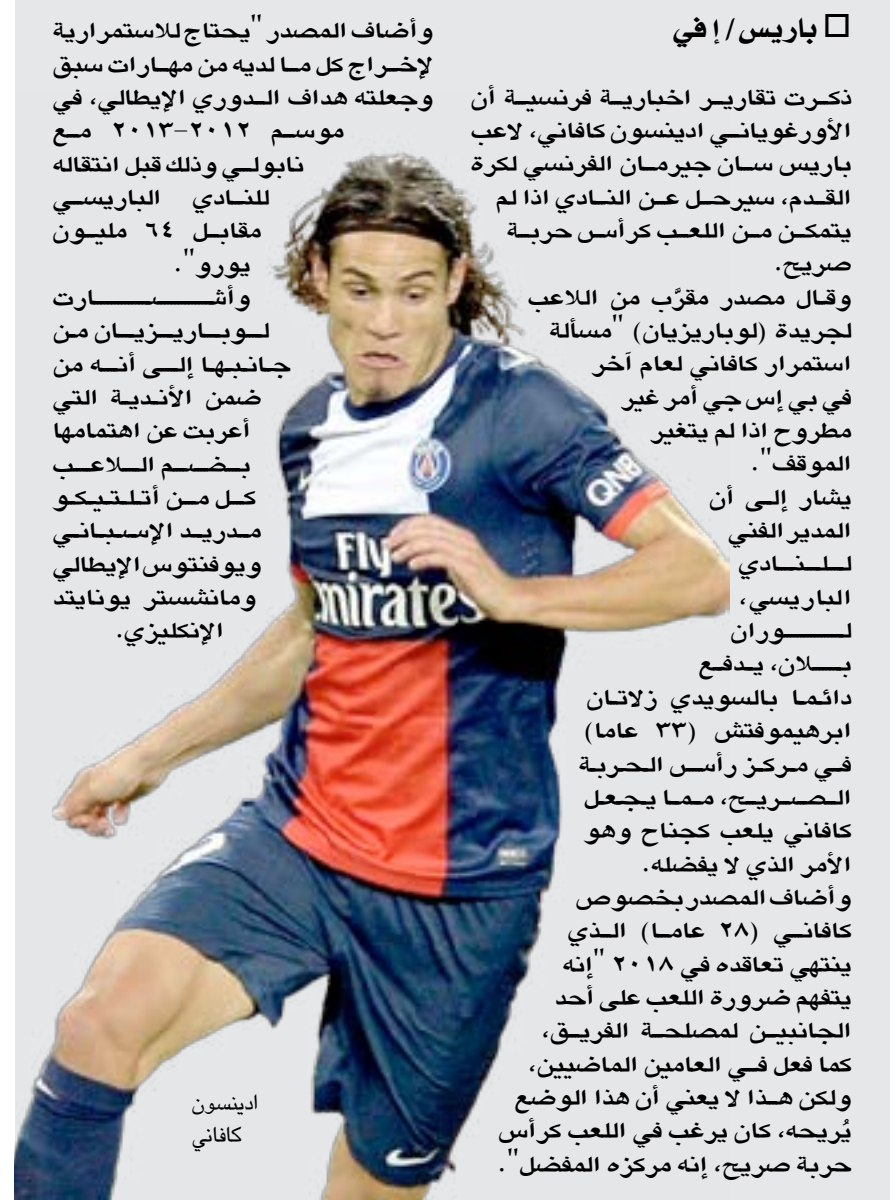 □ باريس / إفي
ذكرت تقارير اخبارية فرنسية أن
الأورغوياني ادينسون كافاني، لاعب
باريس سان جيرمان الفرنسي لكرة
القدم، سيرحل عن النادي اذا لم
يتمكن من اللعب كرأس حربة
صريح.
وقال مصدر مقرَّب من اللاعب
لجريدة (لوباريزيان) "مسألة
استمرار كافاني لعام آخر
في بي إس جي أمر غير
مطروح اذا لم يتغير
الموقف".
يشار إلى أن
المدير الفني
للنادي
الباريسي،
لوران
بلان، يدفع
دائما بالسويدي زلاتان
ابرهيموفتش (٣٣ عاما)
في مركز رأس الحربة
الصريح، مما يجعل
كافاني يلعب كجناح وهو
الأمر الذي لا يفضله.
وأضاف المصدر بخصوص
كافاني (٢٨ عاما) الذي
ينتهي تعاقده في ٢٠١٨ "إنه
يتفهم ضرورة اللعب على أحد
الجانبين لمصلحة الفريق،
كما فعل في العامين الماضيين،
ولكن هذا لا يعني أن هذا الوضع
يُريحه، كان يرغب في اللعب كرأس
حربة صريح، إنه مركزه المفضل".
وأضاف المصدر "يحتاج للاستمرارية
لإخراج كل ما لديه من مهارات سبق
وجعلته هداف الدوري الإيطالي، في
موسم ٢٠١٢-٢٠١٣ مع
نابولي وذلك قبل انتقاله
للنادي الباريسي
مقابل ٦٤ مليون
يورو".
وأشارت
لوباريزيان من
جانبها إلى أنه من
ضمن الأندية التي
أعربت عن اهتمامها
بضم اللاعب
كل من أتلتيكو
مدريد الإسباني
ويوفنتوس الإيطالي
ومانشستر يونايتد
الإنكليزي.
QNB
Fly
Emirates
ادينسون
كافاني